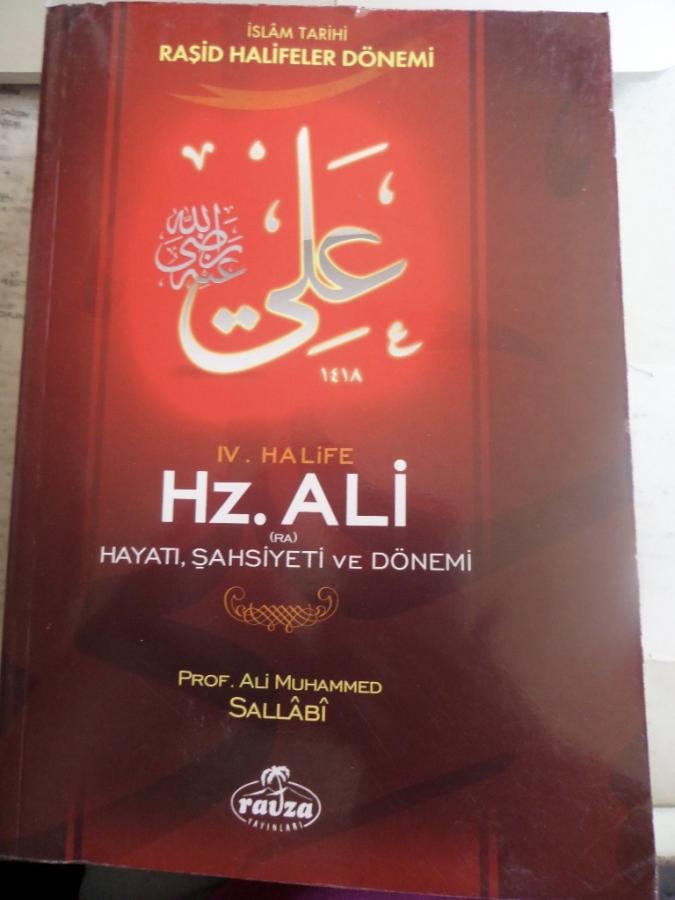 İSLÂM TARİHİ
RAŞİD HALİFELER DÖNEMİ
علي
رضي الله عنه
ع
١٤١٨
IV. HALİFE
Hz. ALİ
(RA)
HAYATI, ŞAHSİYETİ VE DÖNEMİ
PROF. ALİ MUHAMMED
SALLÂBÎ
ravza
YAYINLARI